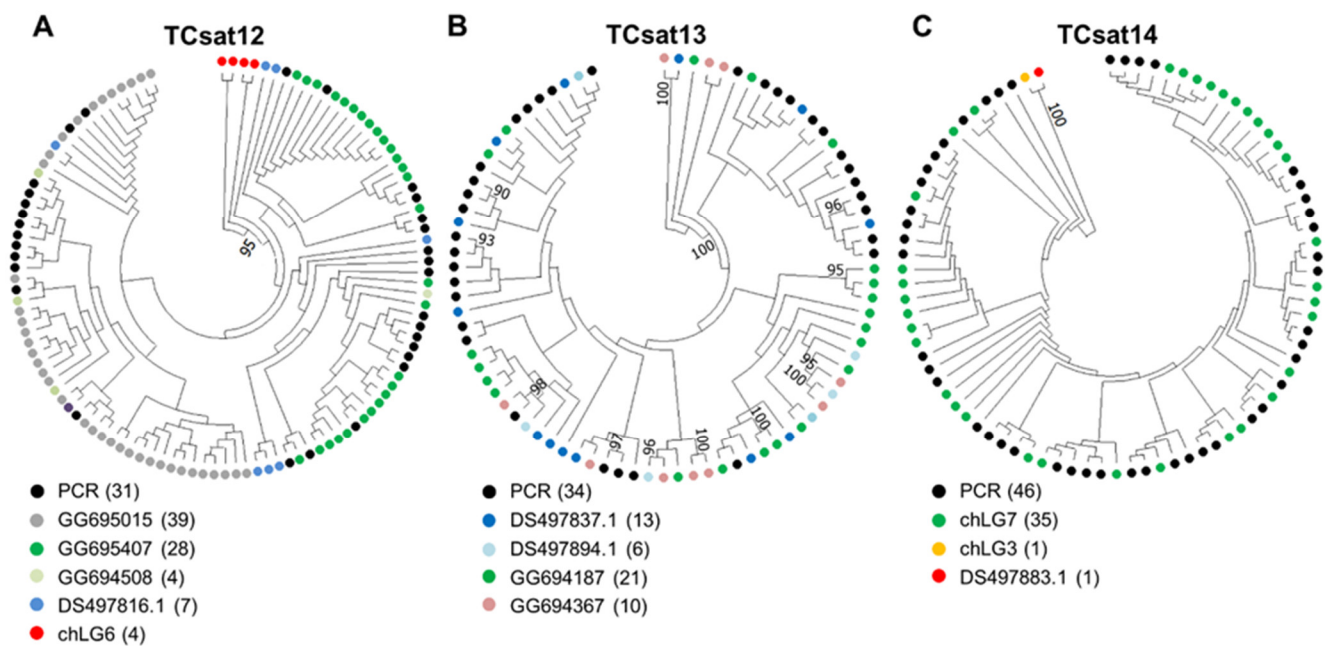 A
TCsat12
95
PCR (31)
GG695015 (39)
GG695407 (28)
GG694508 (4)
DS497816.1 (7)
chLG6 (4)
B
TCsat13
100
90
96
93
100
95
95
100
98
100
97
96
100
PCR (34)
DS497837.1 (13)
DS497894.1 (6)
GG694187 (21)
GG694367 (10)
C
TCsat14
100
PCR (46)
chLG7 (35)
chLG3 (1)
DS497883.1 (1)